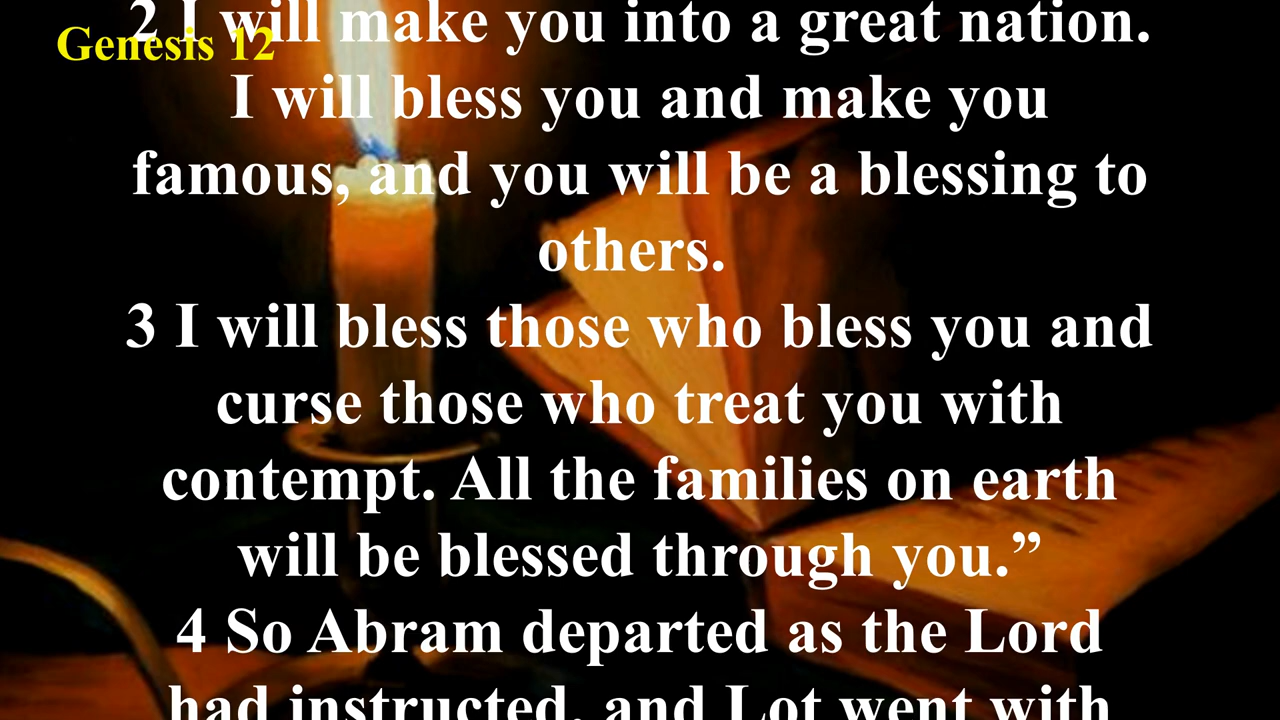 Genesis 12
2 I will make you into a great nation.
I will bless you and make you
famous, and you will be a blessing to
others.
3 I will bless those who bless you and
curse those who treat you with
contempt. All the families on earth
will be blessed through you.”
4 So Abram departed as the Lord
had instructed, and Lot went with